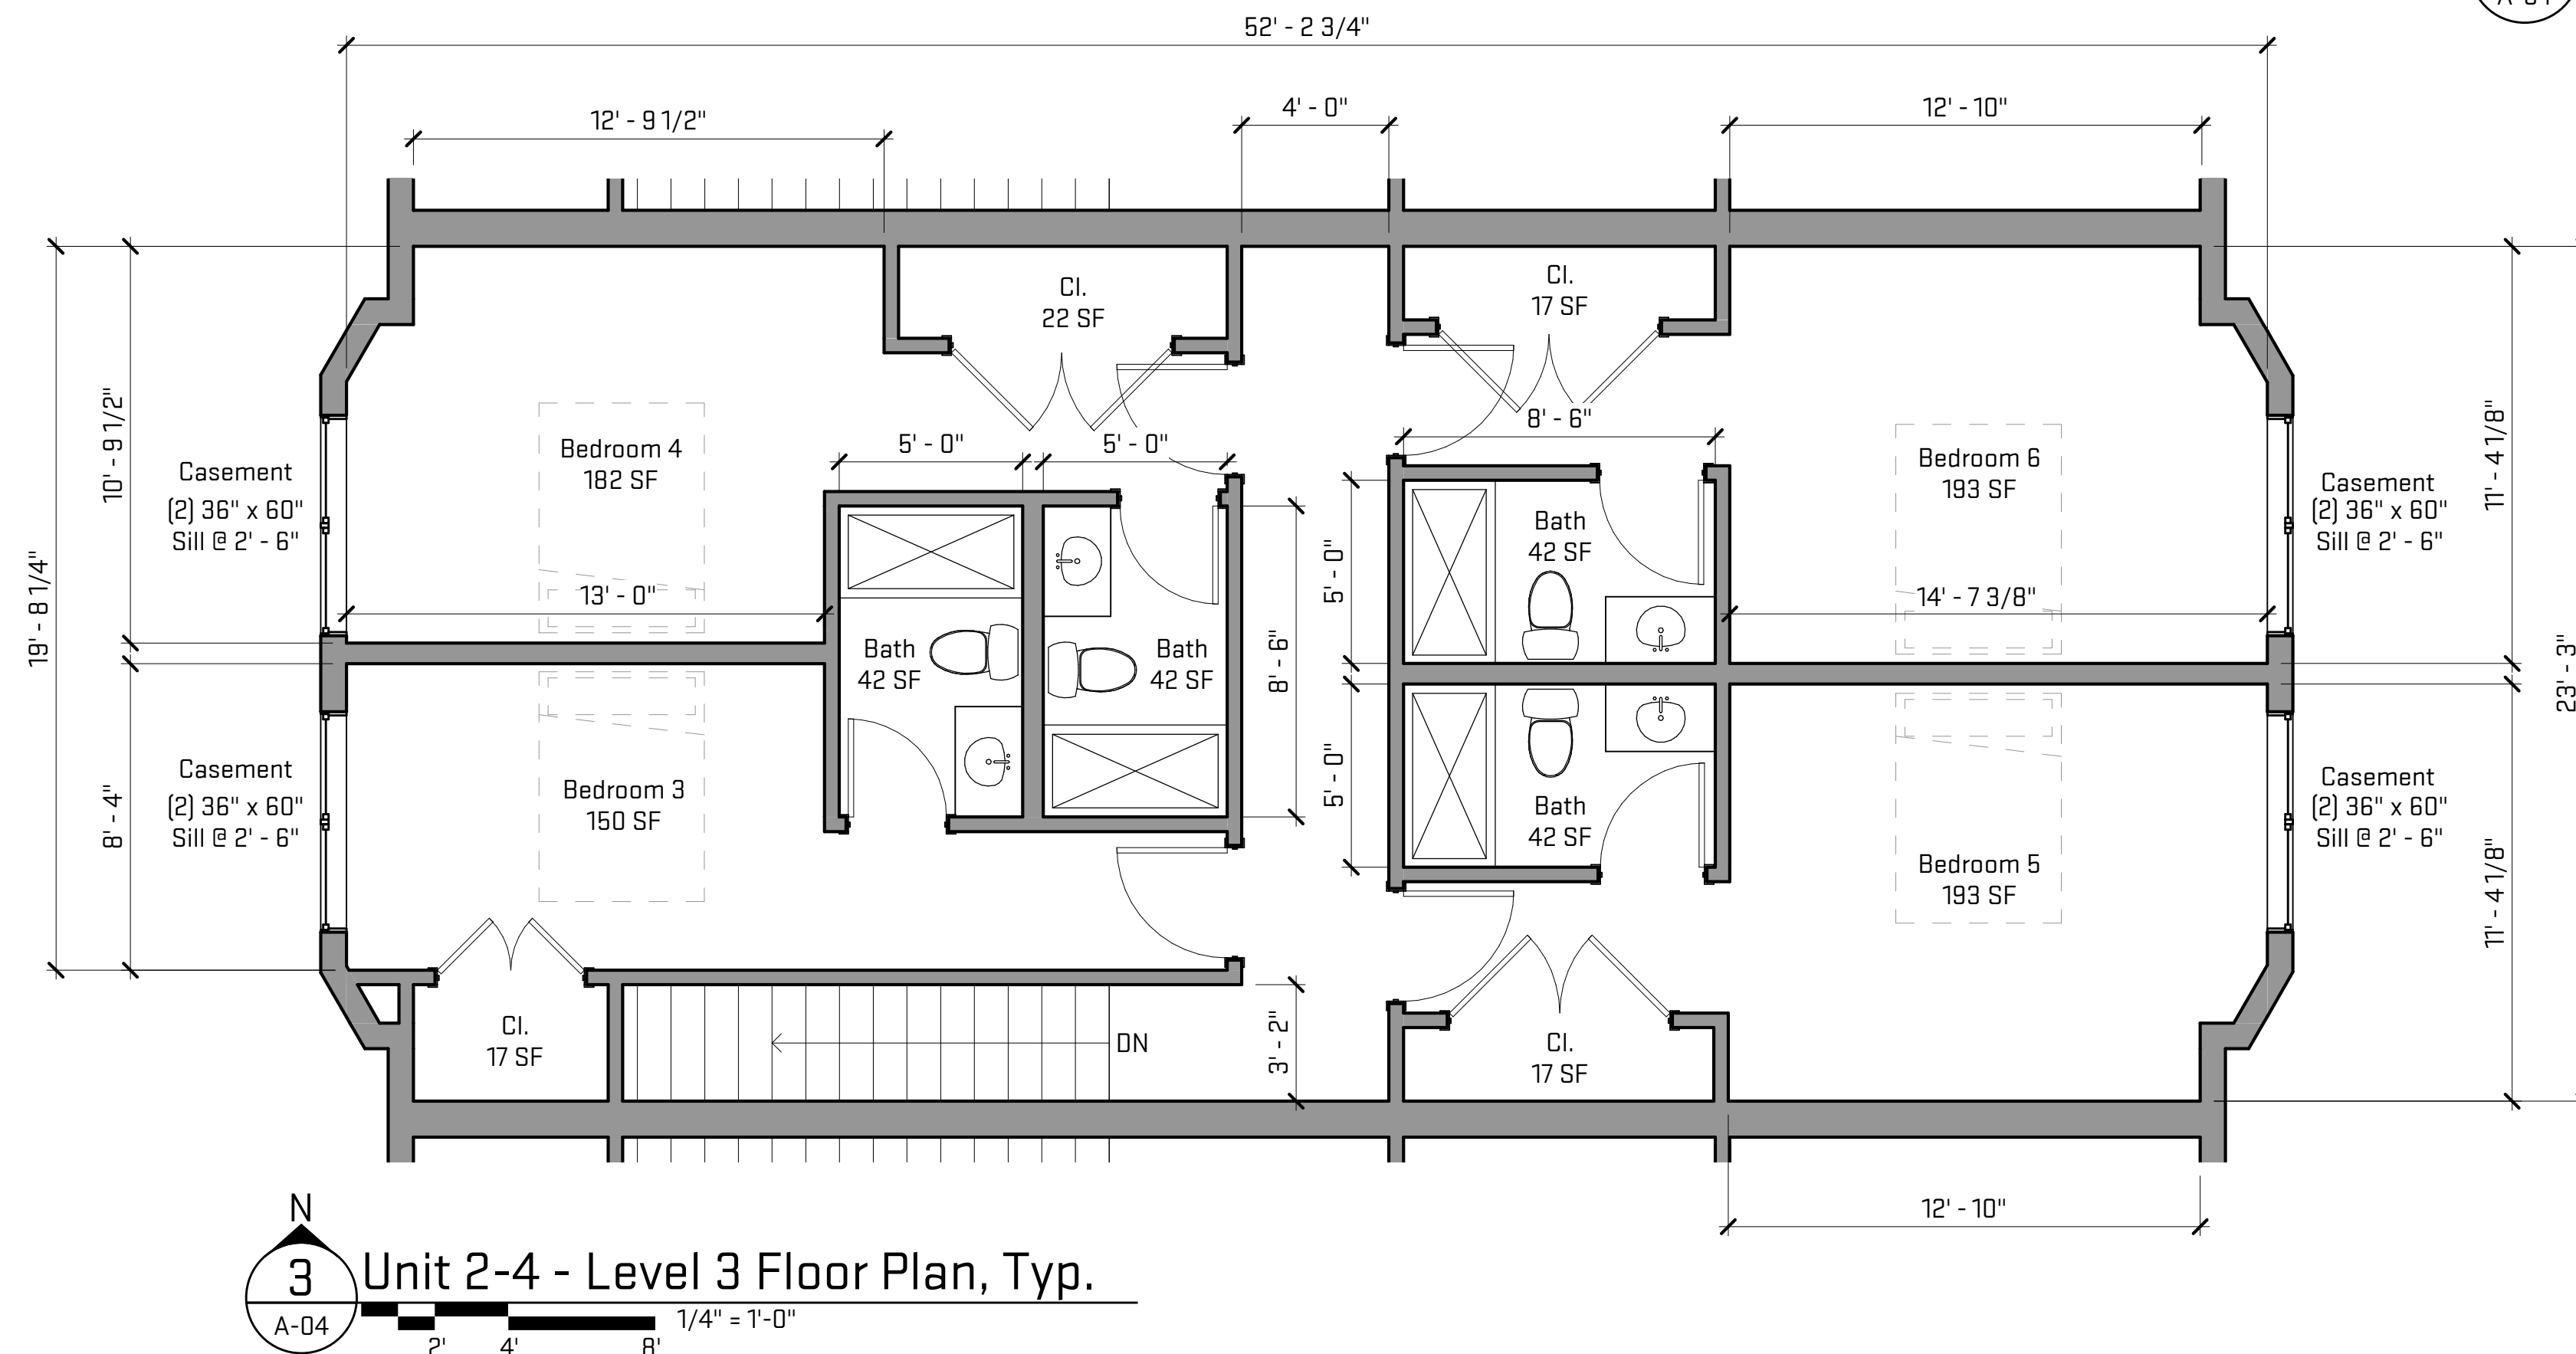 52' - 2 3/4"
12' - 9 1/2"
4' - 0"
12' - 10"
Cl.
22 SF
Cl.
17 SF
10' - 9 1/2"
19' - 8 1/4"
8' - 4"
Casement
(2) 36" x 60"
Sill @ 2' - 6"
Bedroom 4
182 SF
13' - 0"
5' - 0"
5' - 0"
8' - 6"
Bedroom 6
193 SF
14' - 7 3/8"
Casement
(2) 36" x 60"
Sill @ 2' - 6"
11' - 4 1/8"
23' - 3"
Bath
42 SF
Bath
42 SF
8' - 6"
5' - 0"
Bath
42 SF
5' - 0"
Bath
42 SF
Casement
(2) 36" x 60"
Sill @ 2' - 6"
Bedroom 3
150 SF
Bedroom 5
193 SF
Casement
(2) 36" x 60"
Sill @ 2' - 6"
11' - 4 1/8"
Cl.
17 SF
DN
3' - 2"
Cl.
17 SF
12' - 10"
N
3
A-04
Unit 2-4 - Level 3 Floor Plan, Typ.
1/4" = 1'-0"
2' 4' 8'